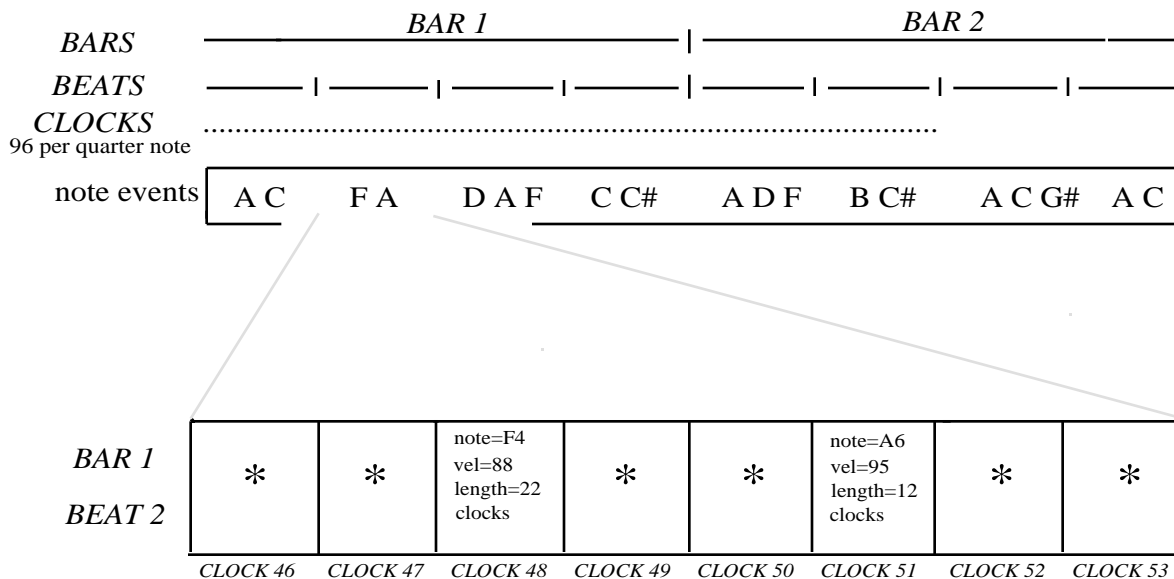 BAR 1 BAR 2
BARS
BEATS
CLOCKS
96 per quarter note
note events A C F A D A F C C# A D F B C# A C G# A C
BAR 1
BEAT 2
* * note=F4 * * note=A6 * *
vel=88 vel=95
length=22 length=12
clocks clocks
CLOCK 46 CLOCK 47 CLOCK 48 CLOCK 49 CLOCK 50 CLOCK 51 CLOCK 52 CLOCK 53